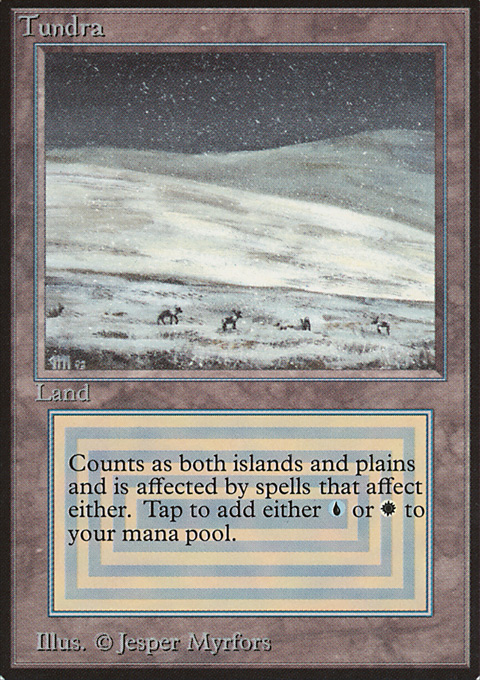 Tundra
Land
Counts as both islands and plains
and is affected by spells that affect
either. Tap to add either or to
your mana pool.
Illus. © Jesper Myrfors